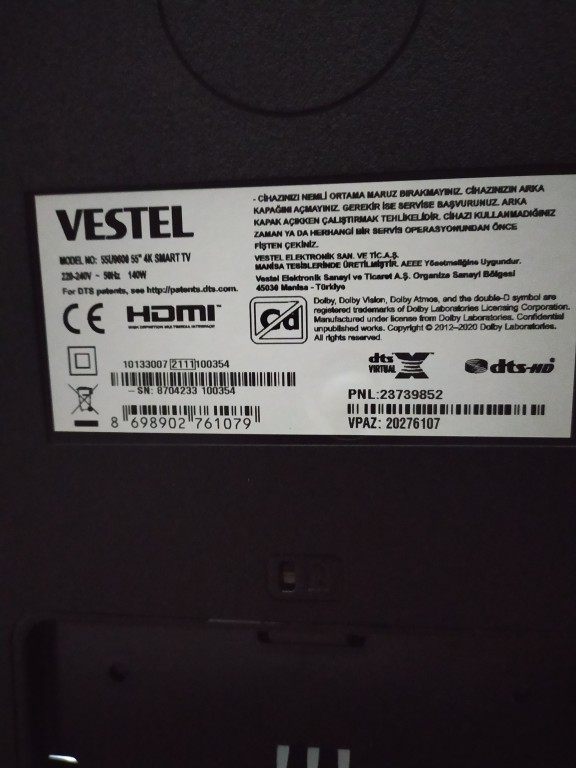 VESTEL
MODEL NO: 55U9600 55" 4K SMART TV
220-240V ~ 50Hz 140W
For DTS patents, see http://patents.dts.com.
CE HDMI™
HIGH DEFINITION MULTIMEDIA INTERFACE
10133007 2111 100354
SN: 8704233 100354
8 698902 761079
- CİHAZINIZI NEMLİ ORTAMA MARUZ BIRAKMAYINIZ. CİHAZINIZIN ARKA
KAPAĞINI AÇMAYINIZ. GEREKİR İSE SERVİSE BAŞVURUNUZ. ARKA
KAPAK AÇIKKEN ÇALIŞTIRMAK TEHLİKELİDİR. CİHAZI KULLANMADIĞINIZ
ZAMAN YA DA HERHANGİ BİR SERVİS OPERASYONUNDAN ÖNCE
FİŞTEN ÇEKİNİZ.
VESTEL ELEKTRONİK SAN. VE TİC.A.Ş.
MANİSA TESİSLERİNDE ÜRETİLMİŞTİR. AEEE Yönetmeliğine Uygundur.
Vestel Elektronik Sanayi ve Ticaret A.Ş. Organize Sanayi Bölgesi
45030 Manisa - Türkiye
Dolby, Dolby Vision, Dolby Atmos, and the double-D symbol are
registered trademarks of Dolby Laboratories Licensing Corporation.
Manufactured under license from Dolby Laboratories. Confidential
unpublished works. Copyright © 2012-2020 Dolby Laboratories.
All rights reserved.
dts X
VIRTUAL
dts-HD
PNL:23739852
VPAZ: 20276107